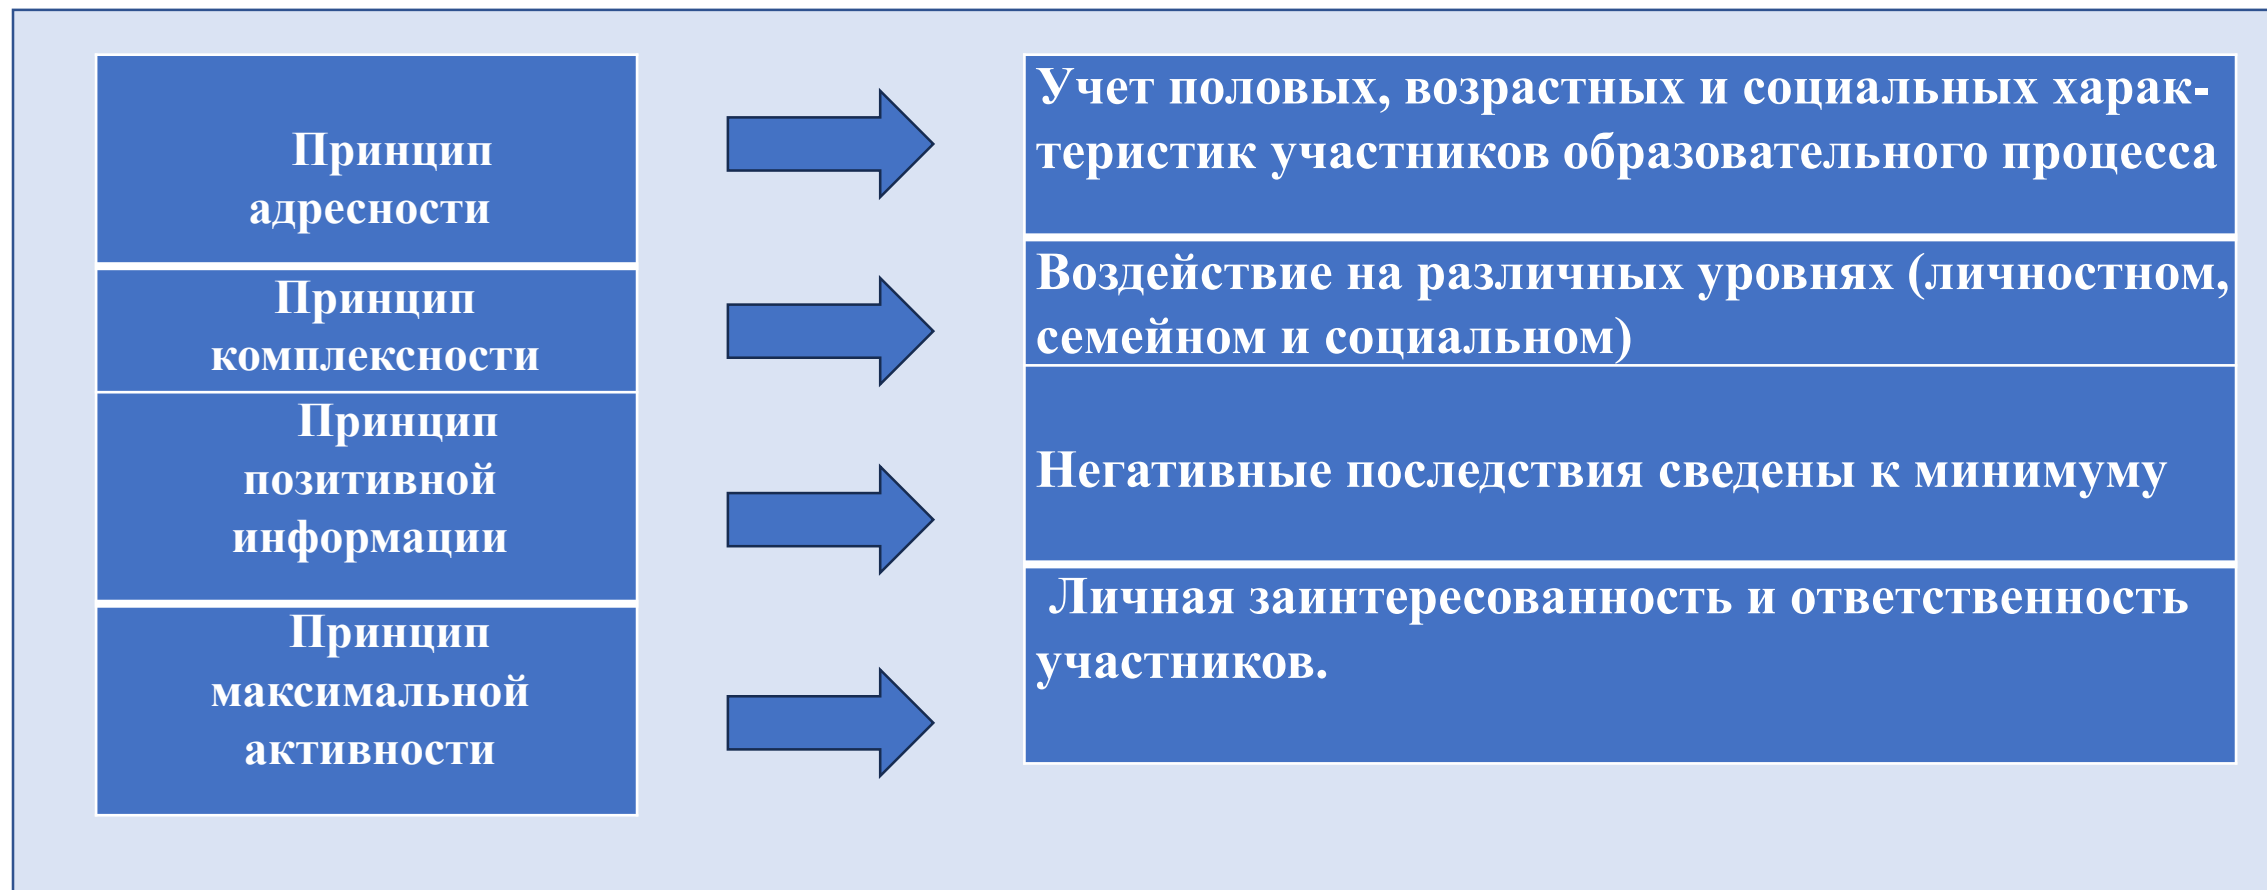 Принцип
адресности
Учет половых, возрастных и социальных харак-
теристик участников образовательного процесса
Принцип
комплексности
Воздействие на различных уровнях (личностном,
семейном и социальном)
Принцип
позитивной
информации
Негативные последствия сведены к минимуму
Принцип
максимальной
активности
Личная заинтересованность и ответственность
участников.